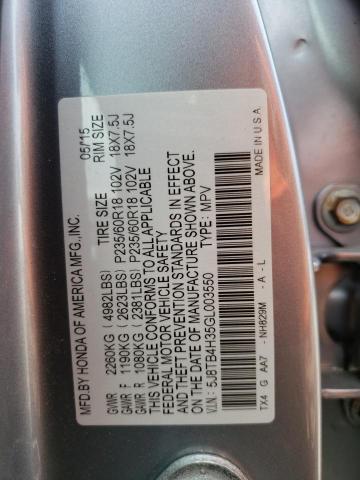 MFD.BY HONDA OF AMERICA MFG.,INC. 05/15
TIRE SIZE RIM SIZE
GVWR 2260KG (4982LBS)
GAWR F 1190KG (2623LBS) P235/60R18 102V 18X7.5J
GAWR R 1080KG (2381LBS) P235/60R18 102V 18X7.5J
THIS VEHICLE CONFORMS TO ALL APPLICABLE
FEDERAL MOTOR VEHICLE SAFETY
AND THEFT PREVENTION STANDARDS IN EFFECT
ON THE DATE OF MANUFACTURE SHOWN ABOVE.
V.I.N.: 5J8TB4H35GL003550 TYPE: MPV
TX4 G AA7 NH829M - A - L
MADE IN U.S.A.